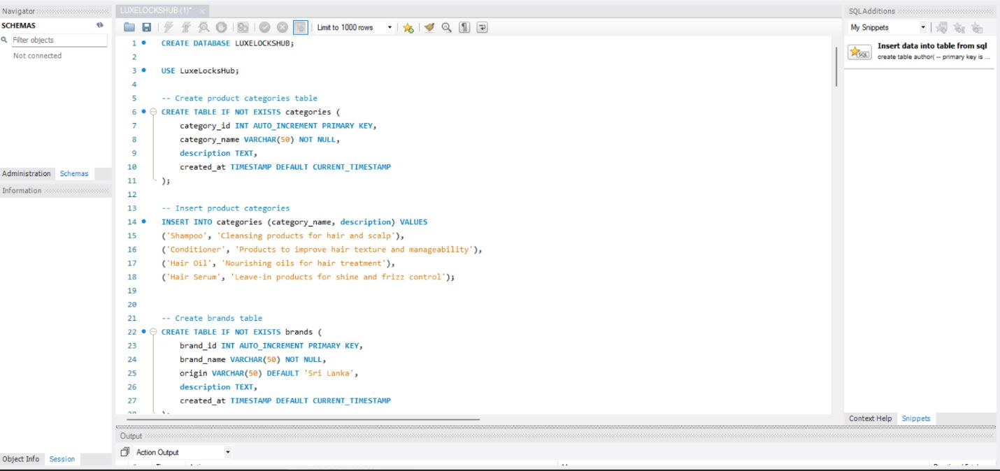 Navigator
SCHEMAS
Filter objects
Not connected
Administration Schemas
Information
Object Info Session
LUXELOCKSHUB (1)* ×
Limit to 1000 rows
1 CREATE DATABASE LUXELOCKSHUB;
2
3 USE LuxeLocksHub;
4
5 -- Create product categories table
6 CREATE TABLE IF NOT EXISTS categories (
7 category_id INT AUTO_INCREMENT PRIMARY KEY,
8 category_name VARCHAR(50) NOT NULL,
9 description TEXT,
10 created_at TIMESTAMP DEFAULT CURRENT_TIMESTAMP
11 );
12
13 -- Insert product categories
14 INSERT INTO categories (category_name, description) VALUES
15 ('Shampoo', 'Cleansing products for hair and scalp'),
16 ('Conditioner', 'Products to improve hair texture and manageability'),
17 ('Hair Oil', 'Nourishing oils for hair treatment'),
18 ('Hair Serum', 'Leave-in products for shine and frizz control');
19
20
21 -- Create brands table
22 CREATE TABLE IF NOT EXISTS brands (
23 brand_id INT AUTO_INCREMENT PRIMARY KEY,
24 brand_name VARCHAR(50) NOT NULL,
25 origin VARCHAR(50) DEFAULT 'Sri Lanka',
26 description TEXT,
27 created_at TIMESTAMP DEFAULT CURRENT_TIMESTAMP
Output
Action Output
SQLAdditions
My Snippets
SQL
Insert data into table from sql
create table author( -- primary key is ...
Context Help Snippets